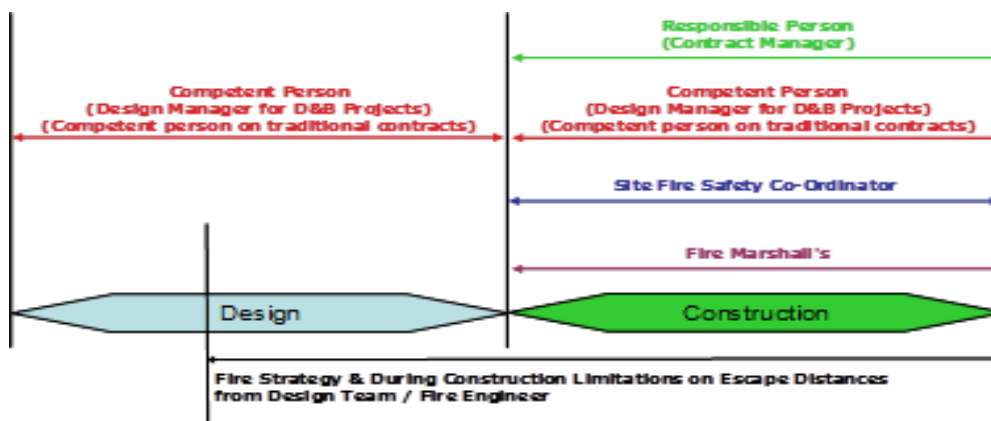 Responsible Person
(Contract Manager)
Competent Person
(Design Manager for D&B Projects)
(Competent person on traditional contracts)
Competent Person
(Design Manager for D&B Projects)
(Competent person on traditional contracts)
Site Fire Safety Co-Ordinator
Fire Marshall's
Design
Construction
Fire Strategy & During Construction Limitations on Escape Distances
from Design Team / Fire Engineer